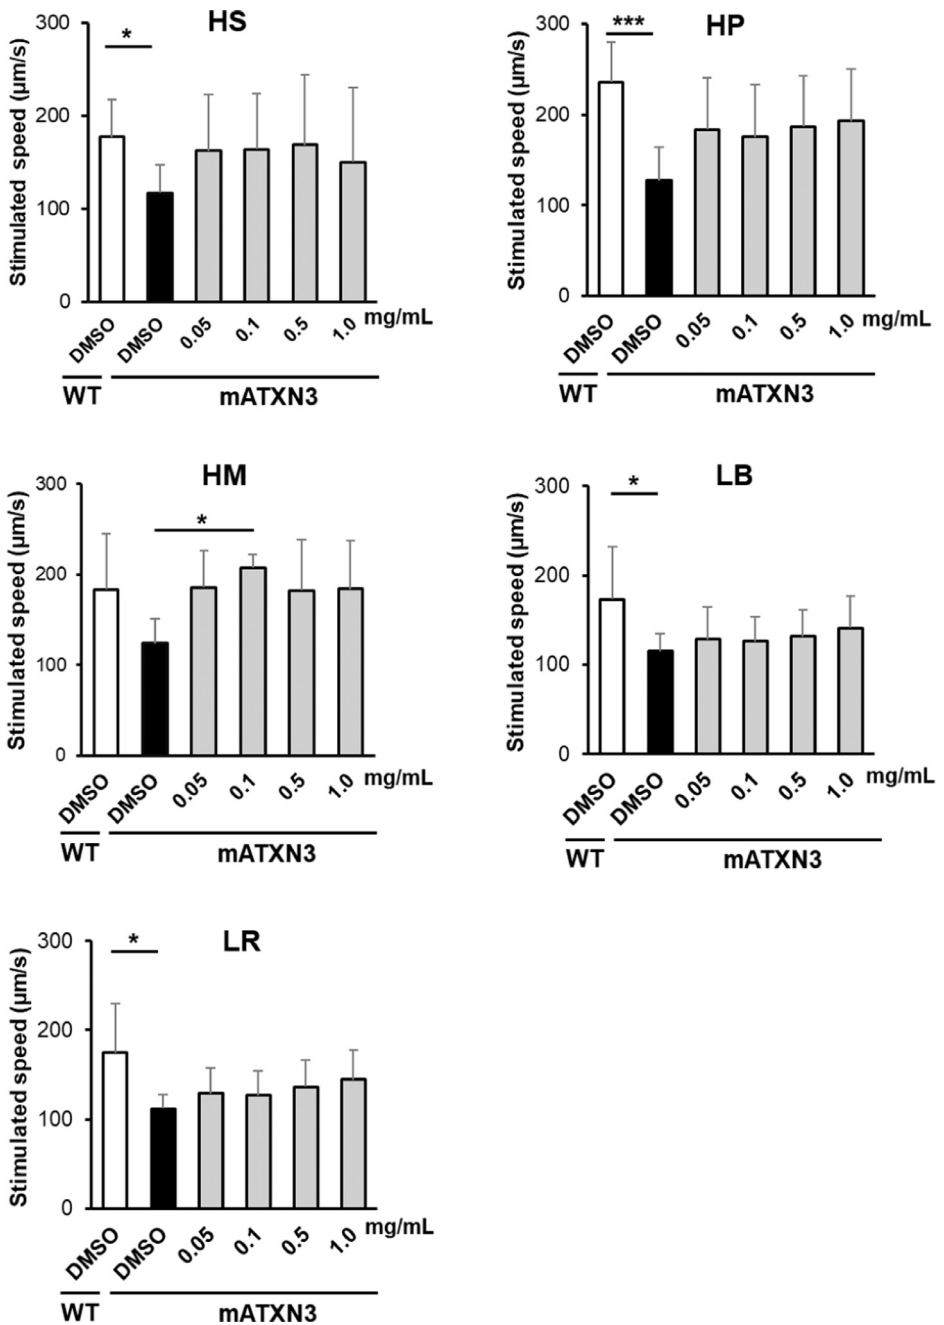 HS
Stimulated speed (µm/s)
300
200
100
0
*
DMSO DMSO 0.05 0.1 0.5 1.0 mg/mL
WT mATXN3
HP
Stimulated speed (µm/s)
300
200
100
0
***
DMSO DMSO 0.05 0.1 0.5 1.0 mg/mL
WT mATXN3
HM
Stimulated speed (µm/s)
300
200
100
0
*
DMSO DMSO 0.05 0.1 0.5 1.0 mg/mL
WT mATXN3
LB
Stimulated speed (µm/s)
300
200
100
0
*
DMSO DMSO 0.05 0.1 0.5 1.0 mg/mL
WT mATXN3
LR
Stimulated speed (µm/s)
300
200
100
0
*
DMSO DMSO 0.05 0.1 0.5 1.0 mg/mL
WT mATXN3